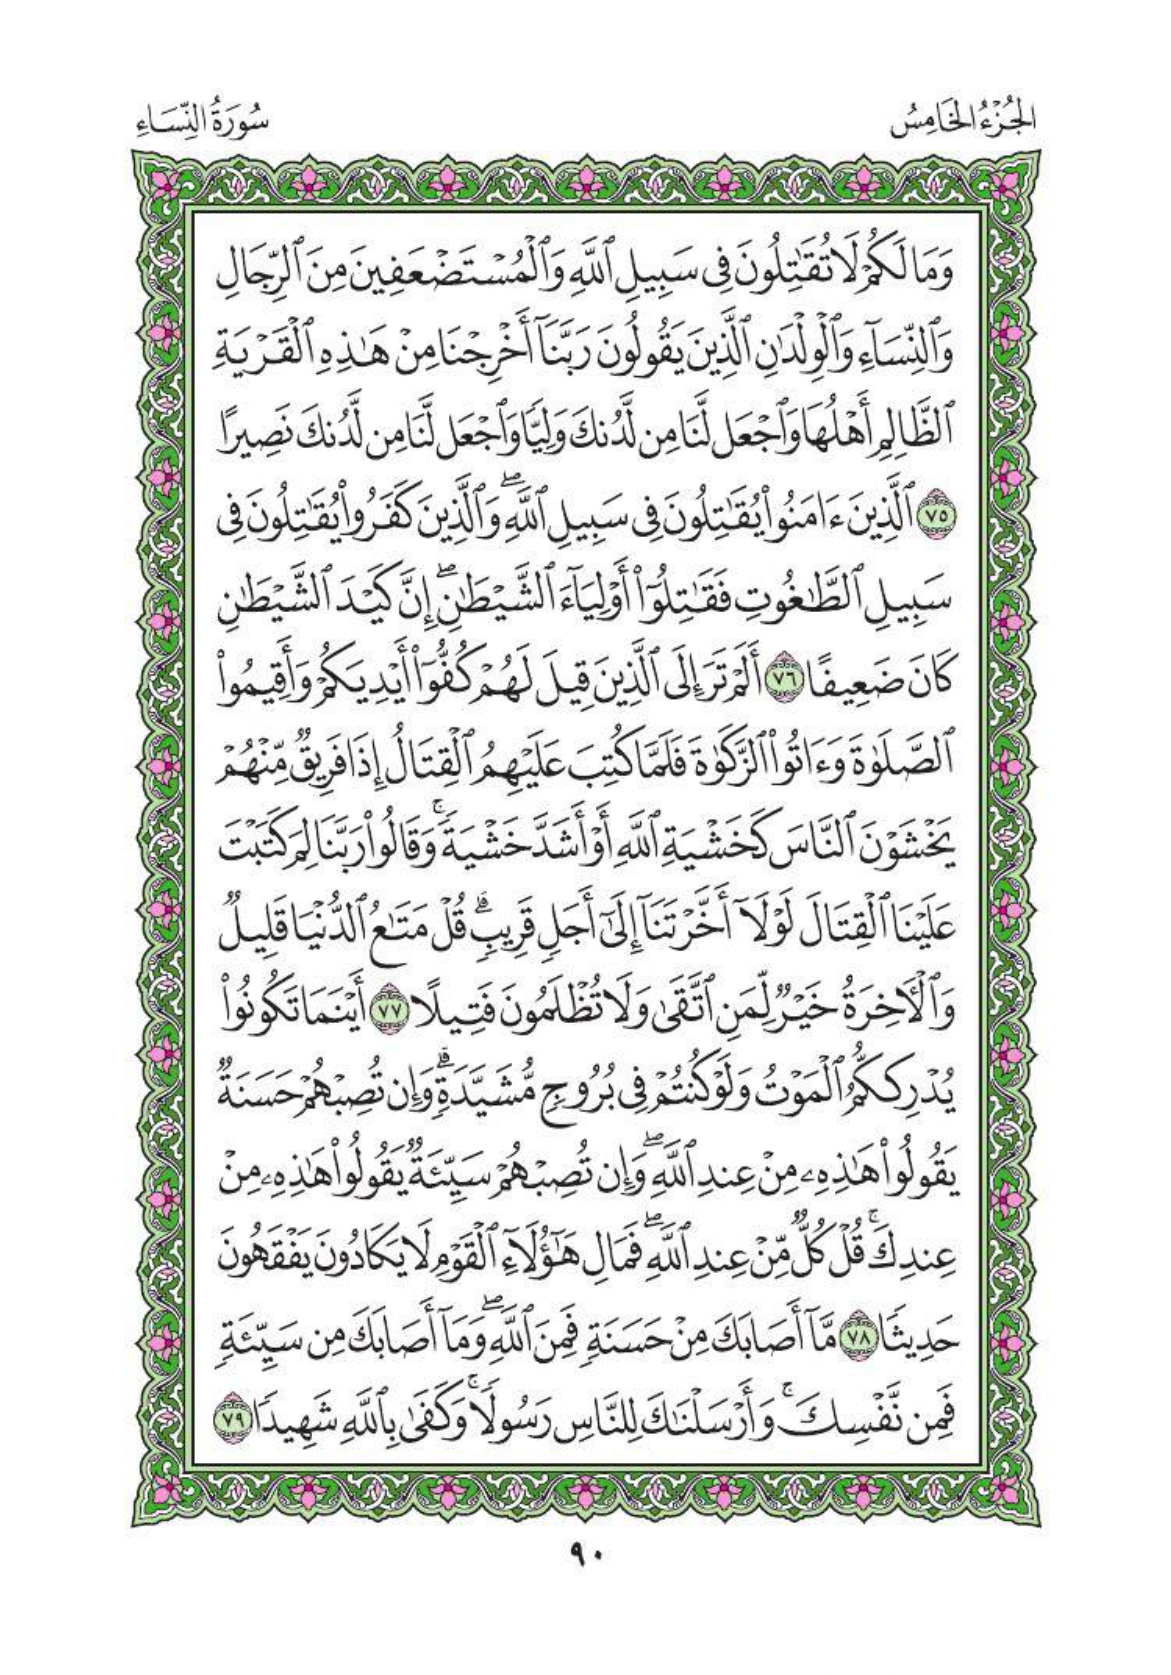 الجُزْءُ الخَامِسُ
سُورَةُ النِّسَاءِ
وَمَا لَكُمْ لَا تُقَٰتِلُونَ فِى سَبِيلِ ٱللَّهِ وَٱلْمُسْتَضْعَفِينَ مِنَ ٱلرِّجَالِ
وَٱلنِّسَآءِ وَٱلْوِلْدَٰنِ ٱلَّذِينَ يَقُولُونَ رَبَّنَآ أَخْرِجْنَا مِنْ هَٰذِهِ ٱلْقَرْيَةِ
ٱلظَّالِمِ أَهْلُهَا وَٱجْعَل لَّنَا مِن لَّدُنكَ وَلِيًّا وَٱجْعَل لَّنَا مِن لَّدُنكَ نَصِيرًا
٧٥ ٱلَّذِينَ ءَامَنُوا۟ يُقَٰتِلُونَ فِى سَبِيلِ ٱللَّهِ ۖ وَٱلَّذِينَ كَفَرُوا۟ يُقَٰتِلُونَ فِى
سَبِيلِ ٱلطَّٰغُوتِ فَقَٰتِلُوٓا۟ أَوْلِيَآءَ ٱلشَّيْطَٰنِ ۖ إِنَّ كَيْدَ ٱلشَّيْطَٰنِ
كَانَ ضَعِيفًا ٧٦ أَلَمْ تَرَ إِلَى ٱلَّذِينَ قِيلَ لَهُمْ كُفُّوٓا۟ أَيْدِيَكُمْ وَأَقِيمُوا۟
ٱلصَّلَوٰةَ وَءَاتُوا۟ ٱلزَّكَوٰةَ فَلَمَّا كُتِبَ عَلَيْهِمُ ٱلْقِتَالُ إِذَا فَرِيقٌ مِّنْهُمْ
يَخْشَوْنَ ٱلنَّاسَ كَخَشْيَةِ ٱللَّهِ أَوْ أَشَدَّ خَشْيَةً ۚ وَقَالُوا۟ رَبَّنَا لِمَ كَتَبْتَ
عَلَيْنَا ٱلْقِتَالَ لَوْلَآ أَخَّرْتَنَآ إِلَىٰٓ أَجَلٍ قَرِيبٍ ۗ قُلْ مَتَٰعُ ٱلدُّنْيَا قَلِيلٌ
وَٱلْأَخِرَةُ خَيْرٌ لِّمَنِ ٱتَّقَىٰ وَلَا تُظْلَمُونَ فَتِيلًا ٧٧ أَيْنَمَا تَكُونُوا۟
يُدْرِككُّمُ ٱلْمَوْتُ وَلَوْ كُنتُمْ فِى بُرُوجٍ مُّشَيَّدَةٍ ۗ وَإِن تُصِبْهُمْ حَسَنَةٌ
يَقُولُوا۟ هَٰذِهِۦ مِنْ عِندِ ٱللَّهِ ۖ وَإِن تُصِبْهُمْ سَيِّئَةٌ يَقُولُوا۟ هَٰذِهِۦ مِنْ
عِندِكَ ۚ قُلْ كُلٌّ مِّنْ عِندِ ٱللَّهِ ۖ فَمَالِ هَٰٓؤُلَآءِ ٱلْقَوْمِ لَا يَكَادُونَ يَفْقَهُونَ
حَدِيثًا ٧٨ مَّآ أَصَابَكَ مِنْ حَسَنَةٍ فَمِنَ ٱللَّهِ ۖ وَمَآ أَصَابَكَ مِن سَيِّئَةٍ
فَمِن نَّفْسِكَ ۚ وَأَرْسَلْنَٰكَ لِلنَّاسِ رَسُولًا ۚ وَكَفَىٰ بِٱللَّهِ شَهِيدًا ٧٩
٩٠